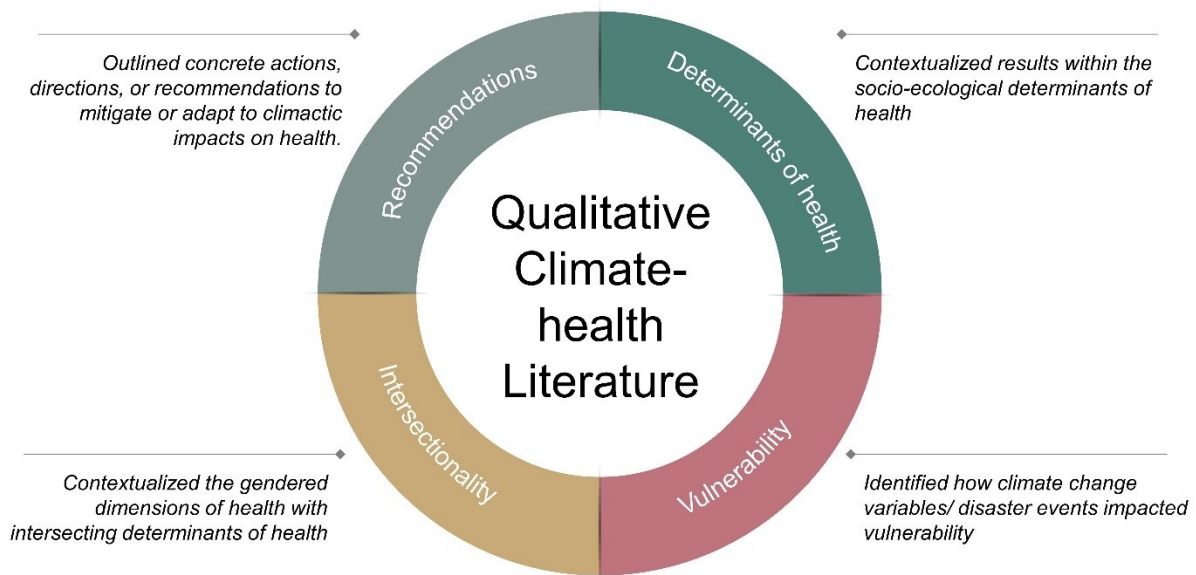 Outlined concrete actions,
directions, or recommendations to
mitigate or adapt to climactic
impacts on health.
Recommendations
Determinants of health
Contextualized results within the
socio-ecological determinants of
health
Qualitative
Climate-
health
Literature
Contextualized the gendered
dimensions of health with
intersecting determinants of health
Intersectionality
Vulnerability
Identified how climate change
variables/ disaster events impacted
vulnerability